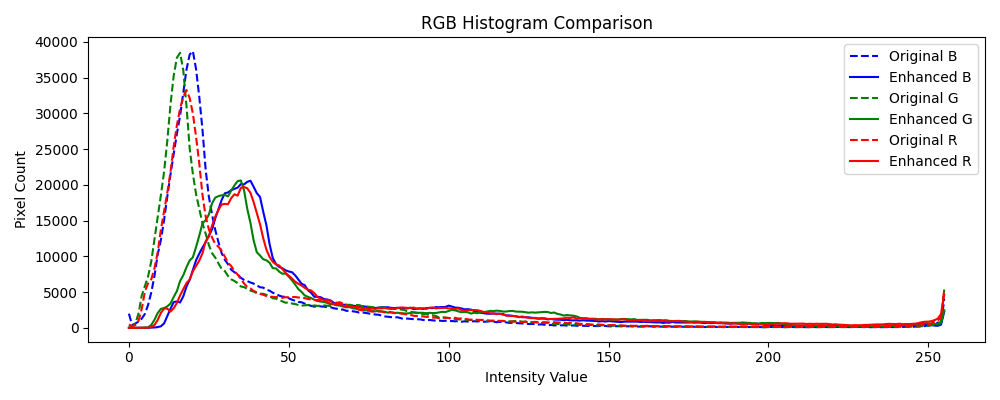 RGB Histogram Comparison
40000
35000
30000
25000
20000
15000
10000
5000
0
Pixel Count
Original B
Enhanced B
Original G
Enhanced G
Original R
Enhanced R
0 50 100 150 200 250
Intensity Value